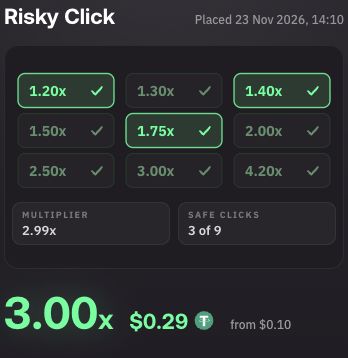 Risky Click Placed 23 Nov 2026, 14:10
1.20x 1.30x 1.40x
1.50x 1.75x 2.00x
2.50x 3.00x 4.20x
MULTIPLIER SAFE CLICKS
2.99x 3 of 9
3.00x $0.29 from $0.10